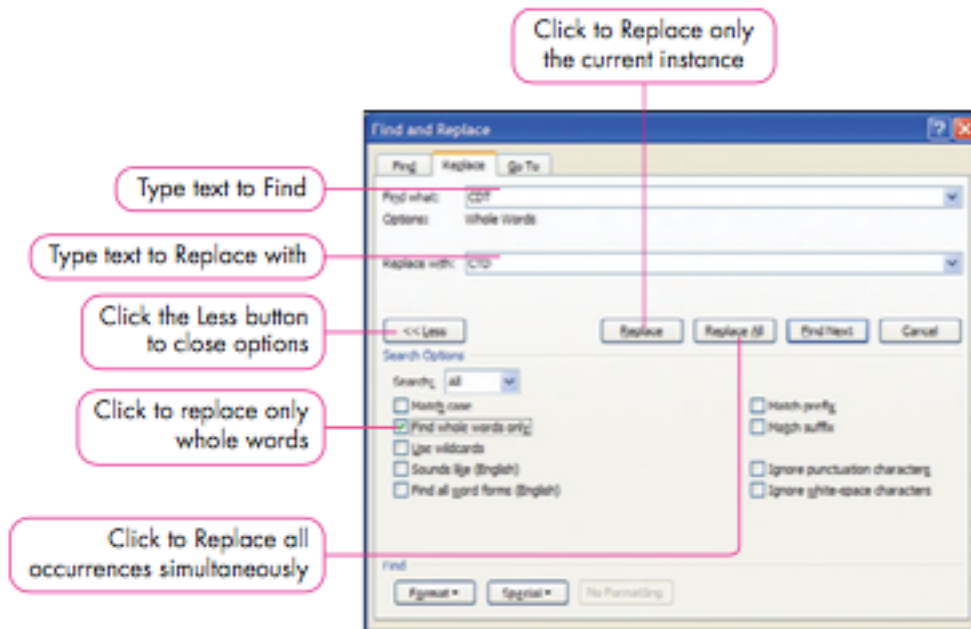 Click to Replace only
the current instance
Find and Replace
Find Replace Go To
Type text to Find
Find what: CDT
Options: Whole Words
Type text to Replace with
Replace with: CTD
Click the Less button
to close options
<< Less Replace Replace All Find Next Cancel
Search Options
Search: All
Click to replace only
whole words
Match case
Match prefix
Find whole words only
Match suffix
Use wildcards
Sounds like (English)
Ignore punctuation characters
Find all word forms (English)
Ignore white-space characters
Click to Replace all
occurrences simultaneously
Find
Format Special No Formatting